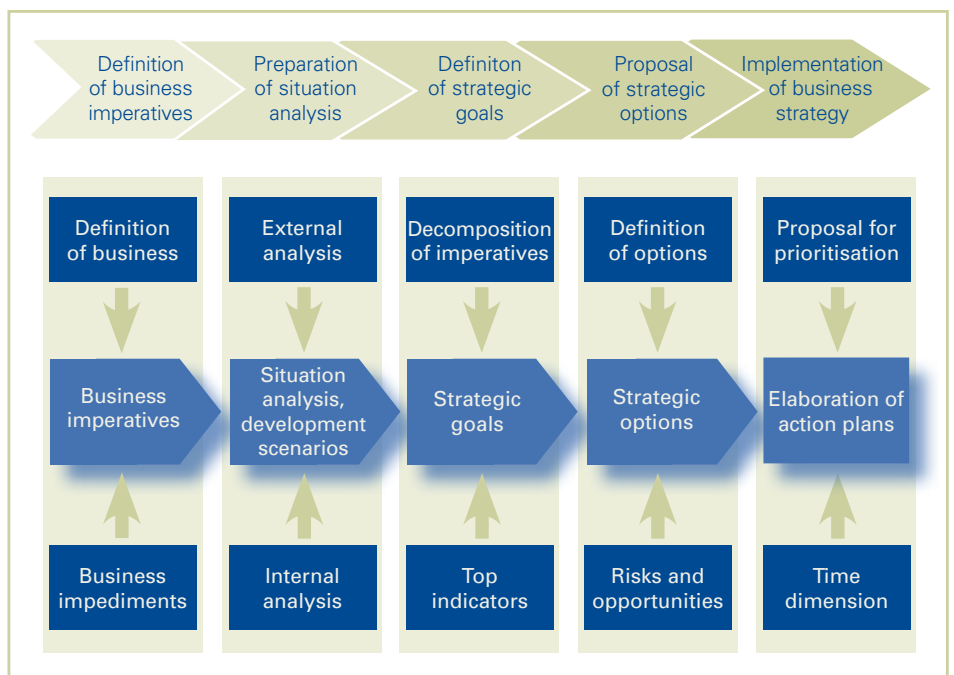 Definition
of business
imperatives
Preparation
of situation
analysis
Definiton
of strategic
goals
Proposal
of strategic
options
Implementation
of business
strategy
Definition
of business
External
analysis
Decomposition
of imperatives
Definition
of options
Proposal for
prioritisation
Business
imperatives
Situation
analysis,
development
scenarios
Strategic
goals
Strategic
options
Elaboration of
action plans
Business
impediments
Internal
analysis
Top
indicators
Risks and
opportunities
Time
dimension